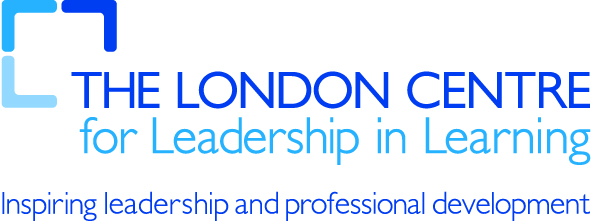 THE LONDON CENTRE
for Leadership in Learning
Inspiring leadership and professional development